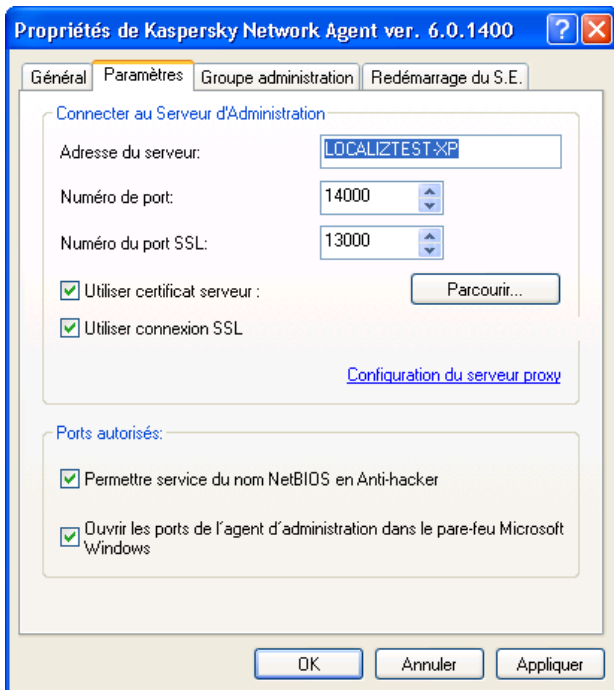 Propriétés de Kaspersky Network Agent ver. 6.0.1400
Général Paramètres Groupe administration Redémarrage du S.E.
Connecter au Serveur d'Administration
Adresse du serveur: LOCALIZTEST-XP
Numéro de port: 14000
Numéro du port SSL: 13000
Utiliser certificat serveur : Parcourir...
Utiliser connexion SSL
Configuration du serveur proxy
Ports autorisés:
Permettre service du nom NetBIOS en Anti-hacker
Ouvrir les ports de l´agent d´administration dans le pare-feu Microsoft
Windows
OK Annuler Appliquer